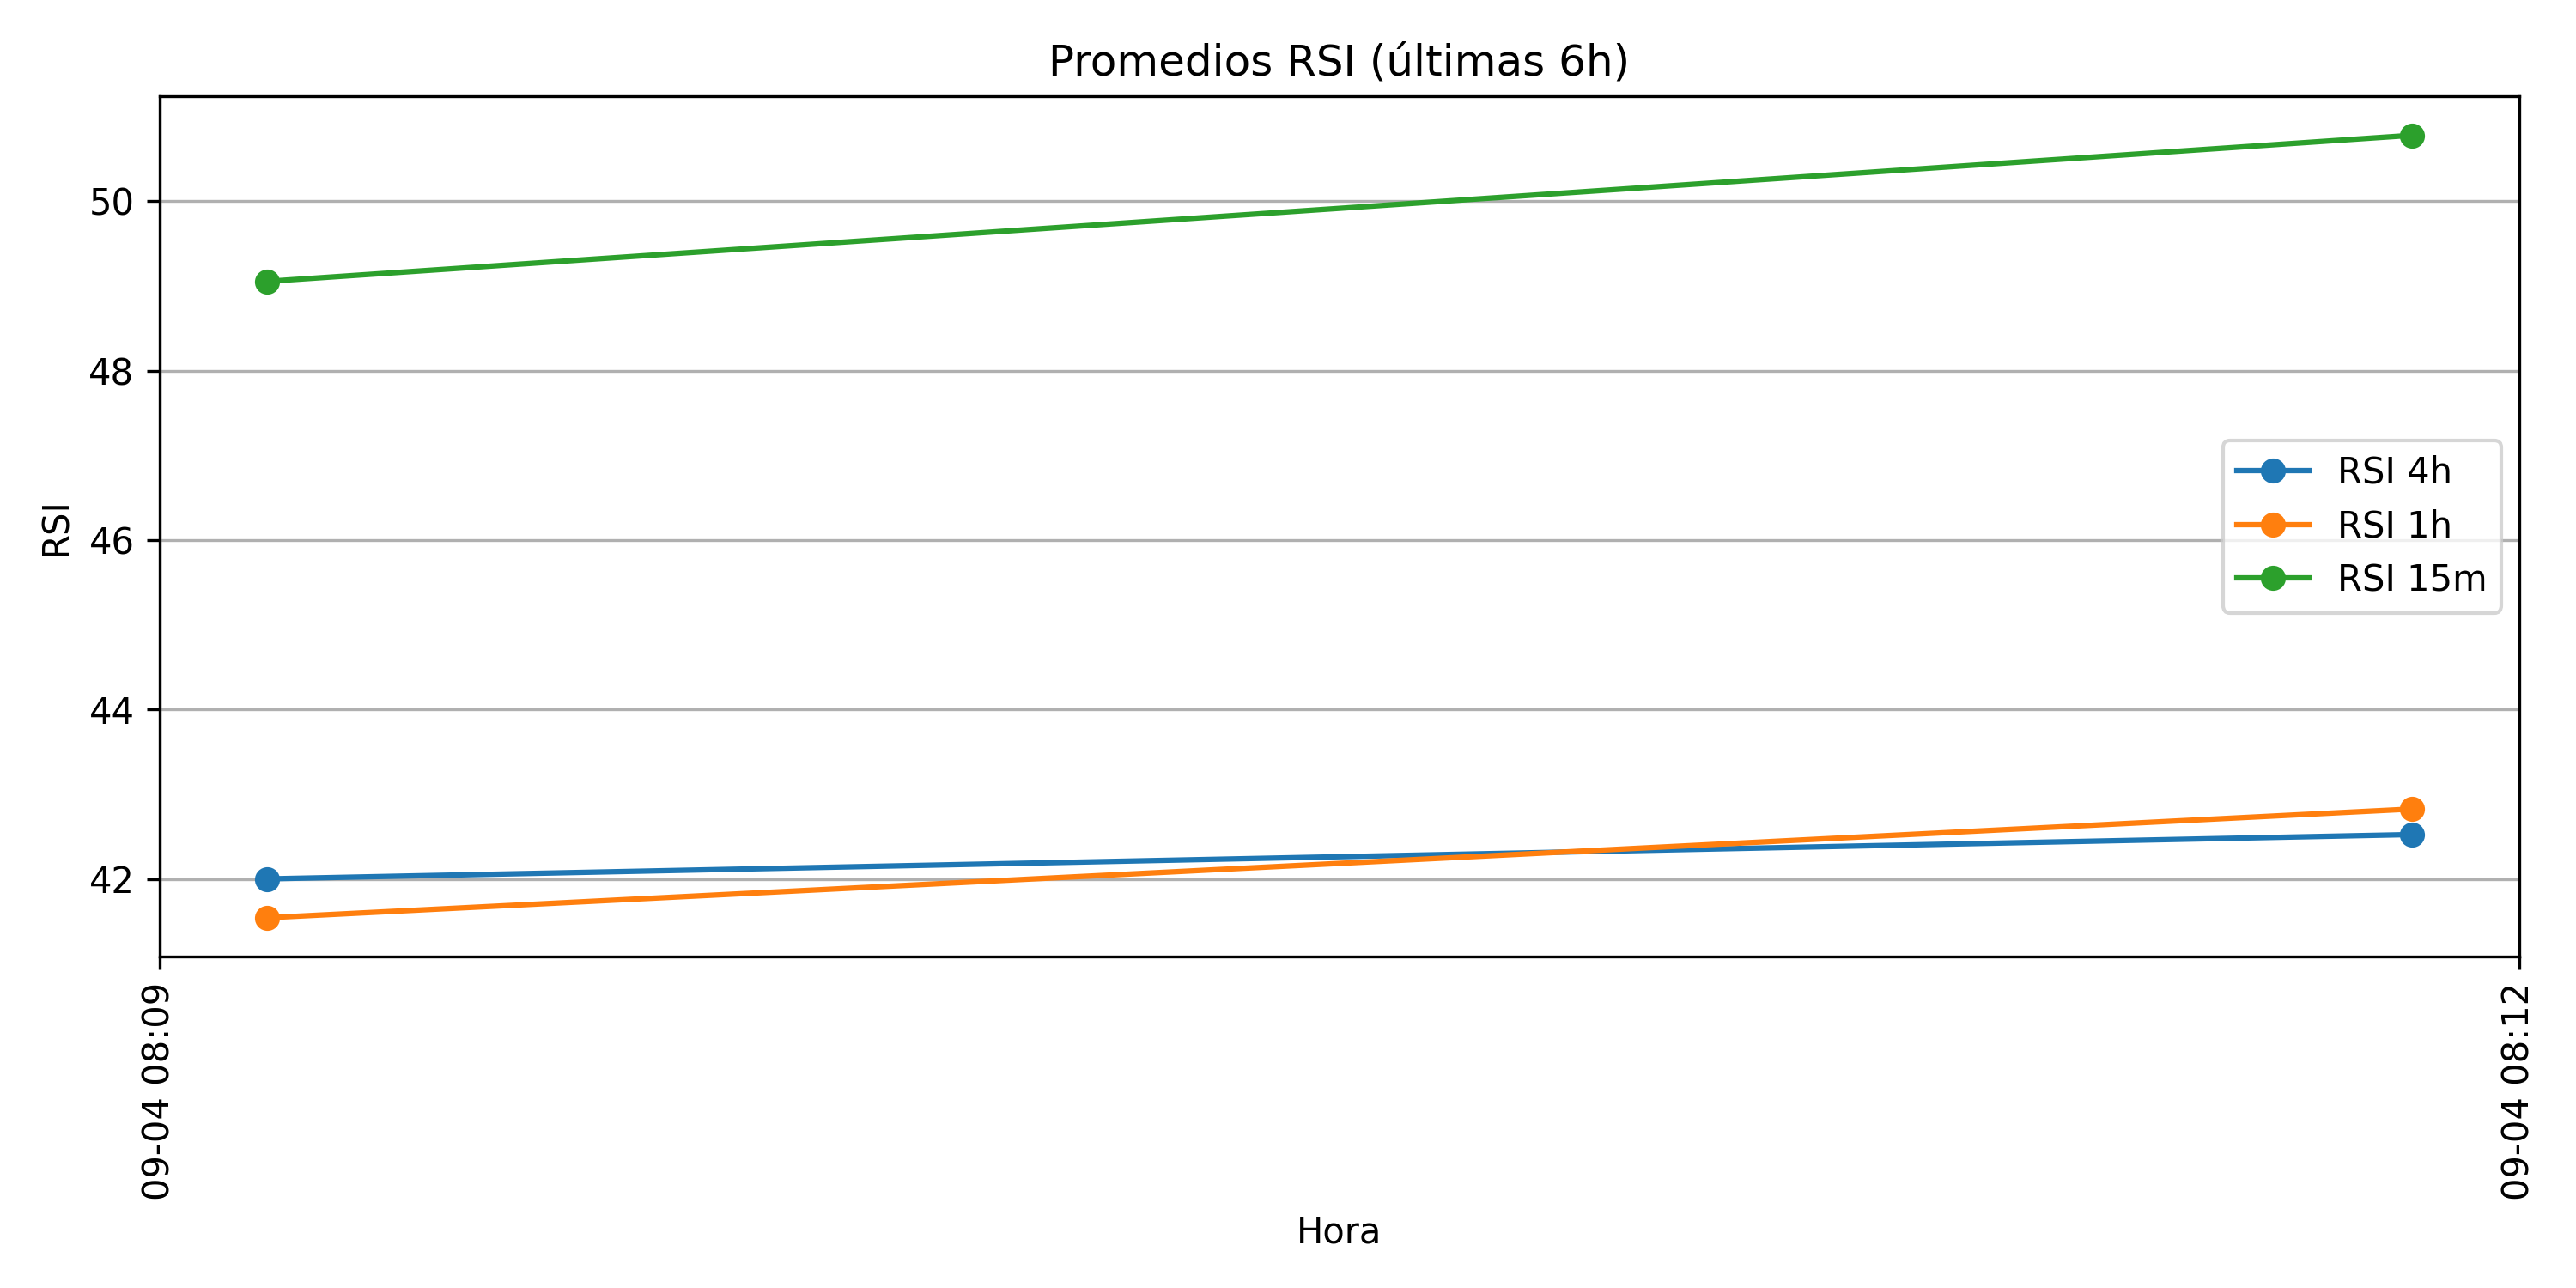 Promedios RSI (últimas 6h)
RSI
50
48
46
44
42
RSI 4h
RSI 1h
RSI 15m
09-04 08:09
09-04 08:12
Hora